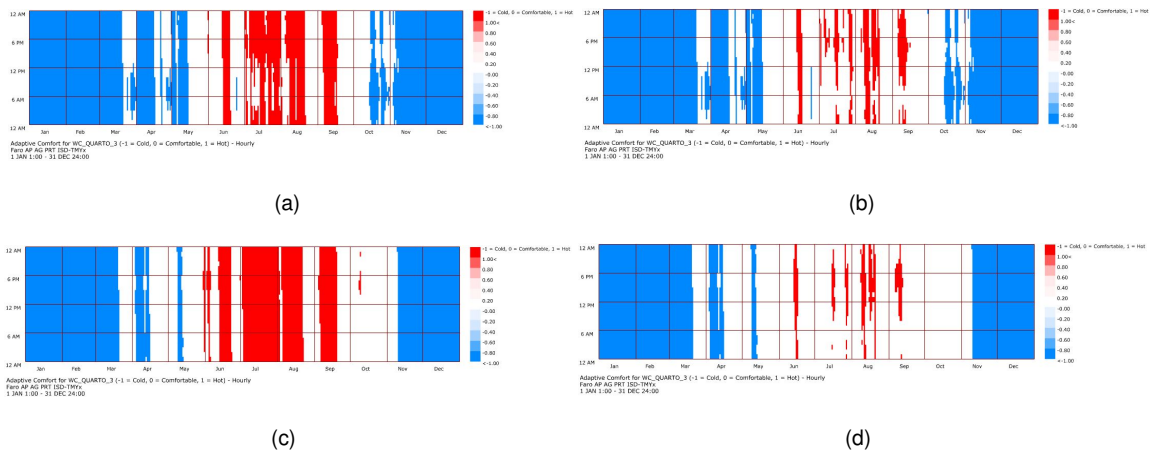 12 AM
6 PM
12 PM
6 AM
12 AM
Jan Feb Mar Apr May Jun Jul Aug Sep Oct Nov Dec
-1 = Cold, 0 = Comfortable, 1 = Hot
1.00<
0.80
0.60
0.40
0.20
-0.00
-0.20
-0.40
-0.60
-0.80
<-1.00
Adaptive Comfort for WC_QUARTO_3 (-1 = Cold, 0 = Comfortable, 1 = Hot) - Hourly
Faro AP AG PRT ISD-TMYx
1 JAN 1:00 - 31 DEC 24:00
(a)
12 AM
6 PM
12 PM
6 AM
12 AM
Jan Feb Mar Apr May Jun Jul Aug Sep Oct Nov Dec
-1 = Cold, 0 = Comfortable, 1 = Hot
1.00<
0.80
0.60
0.40
0.20
-0.00
-0.20
-0.40
-0.60
-0.80
<-1.00
Adaptive Comfort for WC_QUARTO_3 (-1 = Cold, 0 = Comfortable, 1 = Hot) - Hourly
Faro AP AG PRT ISD-TMYx
1 JAN 1:00 - 31 DEC 24:00
(b)
12 AM
6 PM
12 PM
6 AM
12 AM
Jan Feb Mar Apr May Jun Jul Aug Sep Oct Nov Dec
-1 = Cold, 0 = Comfortable, 1 = Hot
1.00<
0.80
0.60
0.40
0.20
-0.00
-0.20
-0.40
-0.60
-0.80
<-1.00
Adaptive Comfort for WC_QUARTO_3 (-1 = Cold, 0 = Comfortable, 1 = Hot) - Hourly
Faro AP AG PRT ISD-TMYx
1 JAN 1:00 - 31 DEC 24:00
(c)
12 AM
6 PM
12 PM
6 AM
12 AM
Jan Feb Mar Apr May Jun Jul Aug Sep Oct Nov Dec
-1 = Cold, 0 = Comfortable, 1 = Hot
1.00<
0.80
0.60
0.40
0.20
-0.00
-0.20
-0.40
-0.60
-0.80
<-1.00
Adaptive Comfort for WC_QUARTO_3 (-1 = Cold, 0 = Comfortable, 1 = Hot) - Hourly
Faro AP AG PRT ISD-TMYx
1 JAN 1:00 - 31 DEC 24:00
(d)